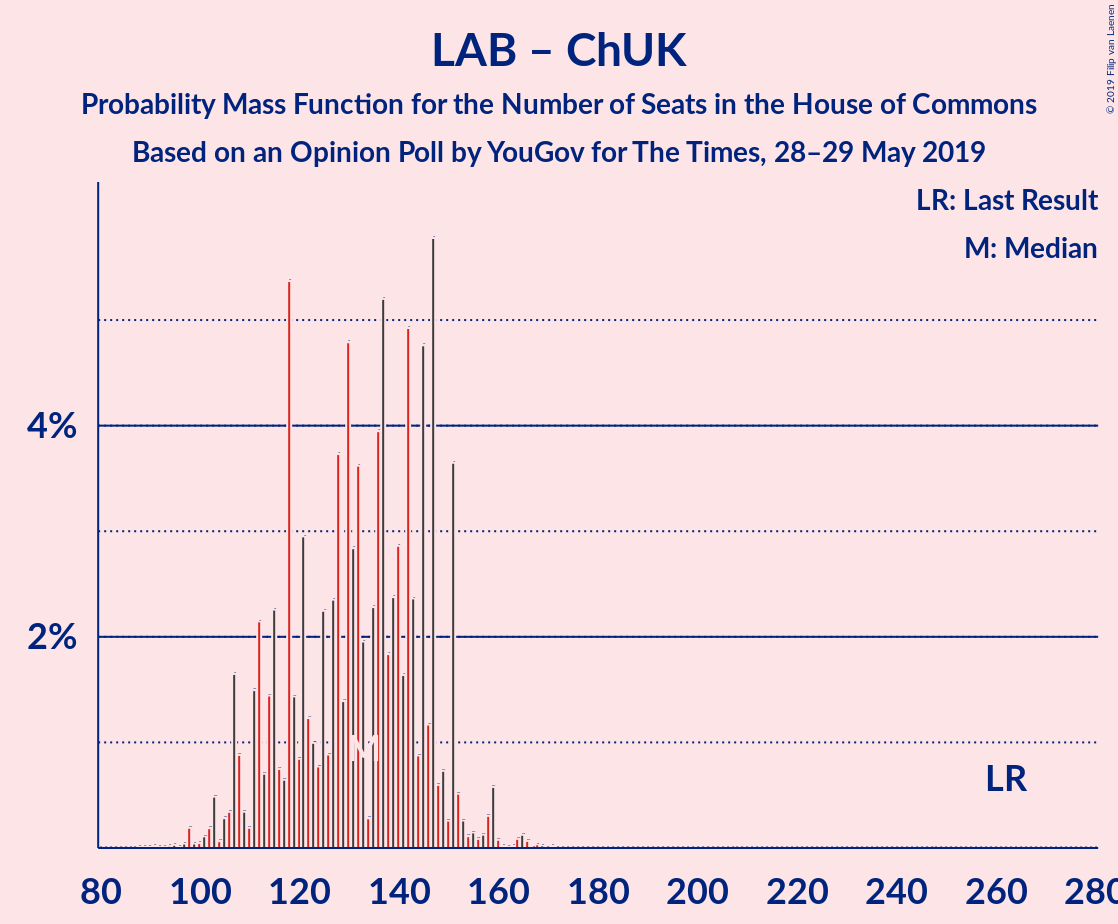 LAB – ChUK
Probability Mass Function for the Number of Seats in the House of Commons
Based on an Opinion Poll by YouGov for The Times, 28–29 May 2019
© 2019 Filip van Laenen
LR: Last Result
M: Median
4%
2%
M
LR
80 100 120 140 160 180 200 220 240 260 280